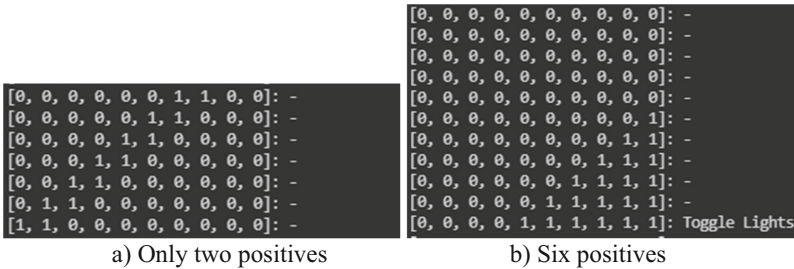 [0, 0, 0, 0, 0, 0, 1, 1, 0, 0]: -
[0, 0, 0, 0, 0, 1, 1, 0, 0, 0]: -
[0, 0, 0, 0, 1, 1, 0, 0, 0, 0]: -
[0, 0, 0, 1, 1, 0, 0, 0, 0, 0]: -
[0, 0, 1, 1, 0, 0, 0, 0, 0, 0]: -
[0, 1, 1, 0, 0, 0, 0, 0, 0, 0]: -
[1, 1, 0, 0, 0, 0, 0, 0, 0, 0]: -
a) Only two positives
[0, 0, 0, 0, 0, 0, 0, 0, 0, 0]: -
[0, 0, 0, 0, 0, 0, 0, 0, 0, 0]: -
[0, 0, 0, 0, 0, 0, 0, 0, 0, 0]: -
[0, 0, 0, 0, 0, 0, 0, 0, 0, 0]: -
[0, 0, 0, 0, 0, 0, 0, 0, 0, 0]: -
[0, 0, 0, 0, 0, 0, 0, 0, 0, 1]: -
[0, 0, 0, 0, 0, 0, 0, 0, 1, 1]: -
[0, 0, 0, 0, 0, 0, 0, 1, 1, 1]: -
[0, 0, 0, 0, 0, 0, 1, 1, 1, 1]: -
[0, 0, 0, 0, 0, 1, 1, 1, 1, 1]: -
[0, 0, 0, 0, 1, 1, 1, 1, 1, 1]: Toggle Lights
b) Six positives